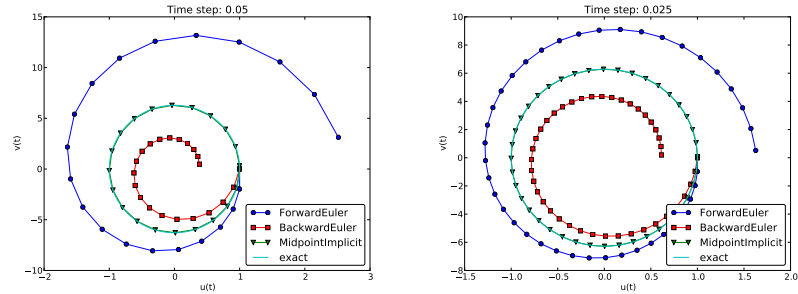 Time step: 0.05
15
10
5
0
−5
−10
v(t)
−2
−1
0
1
2
3
u(t)
ForwardEuler
BackwardEuler
MidpointImplicit
exact
Time step: 0.025
10
8
6
4
2
0
−2
−4
−6
−8
v(t)
−1.5
−1.0
−0.5
0.0
0.5
1.0
1.5
2.0
u(t)
ForwardEuler
BackwardEuler
MidpointImplicit
exact